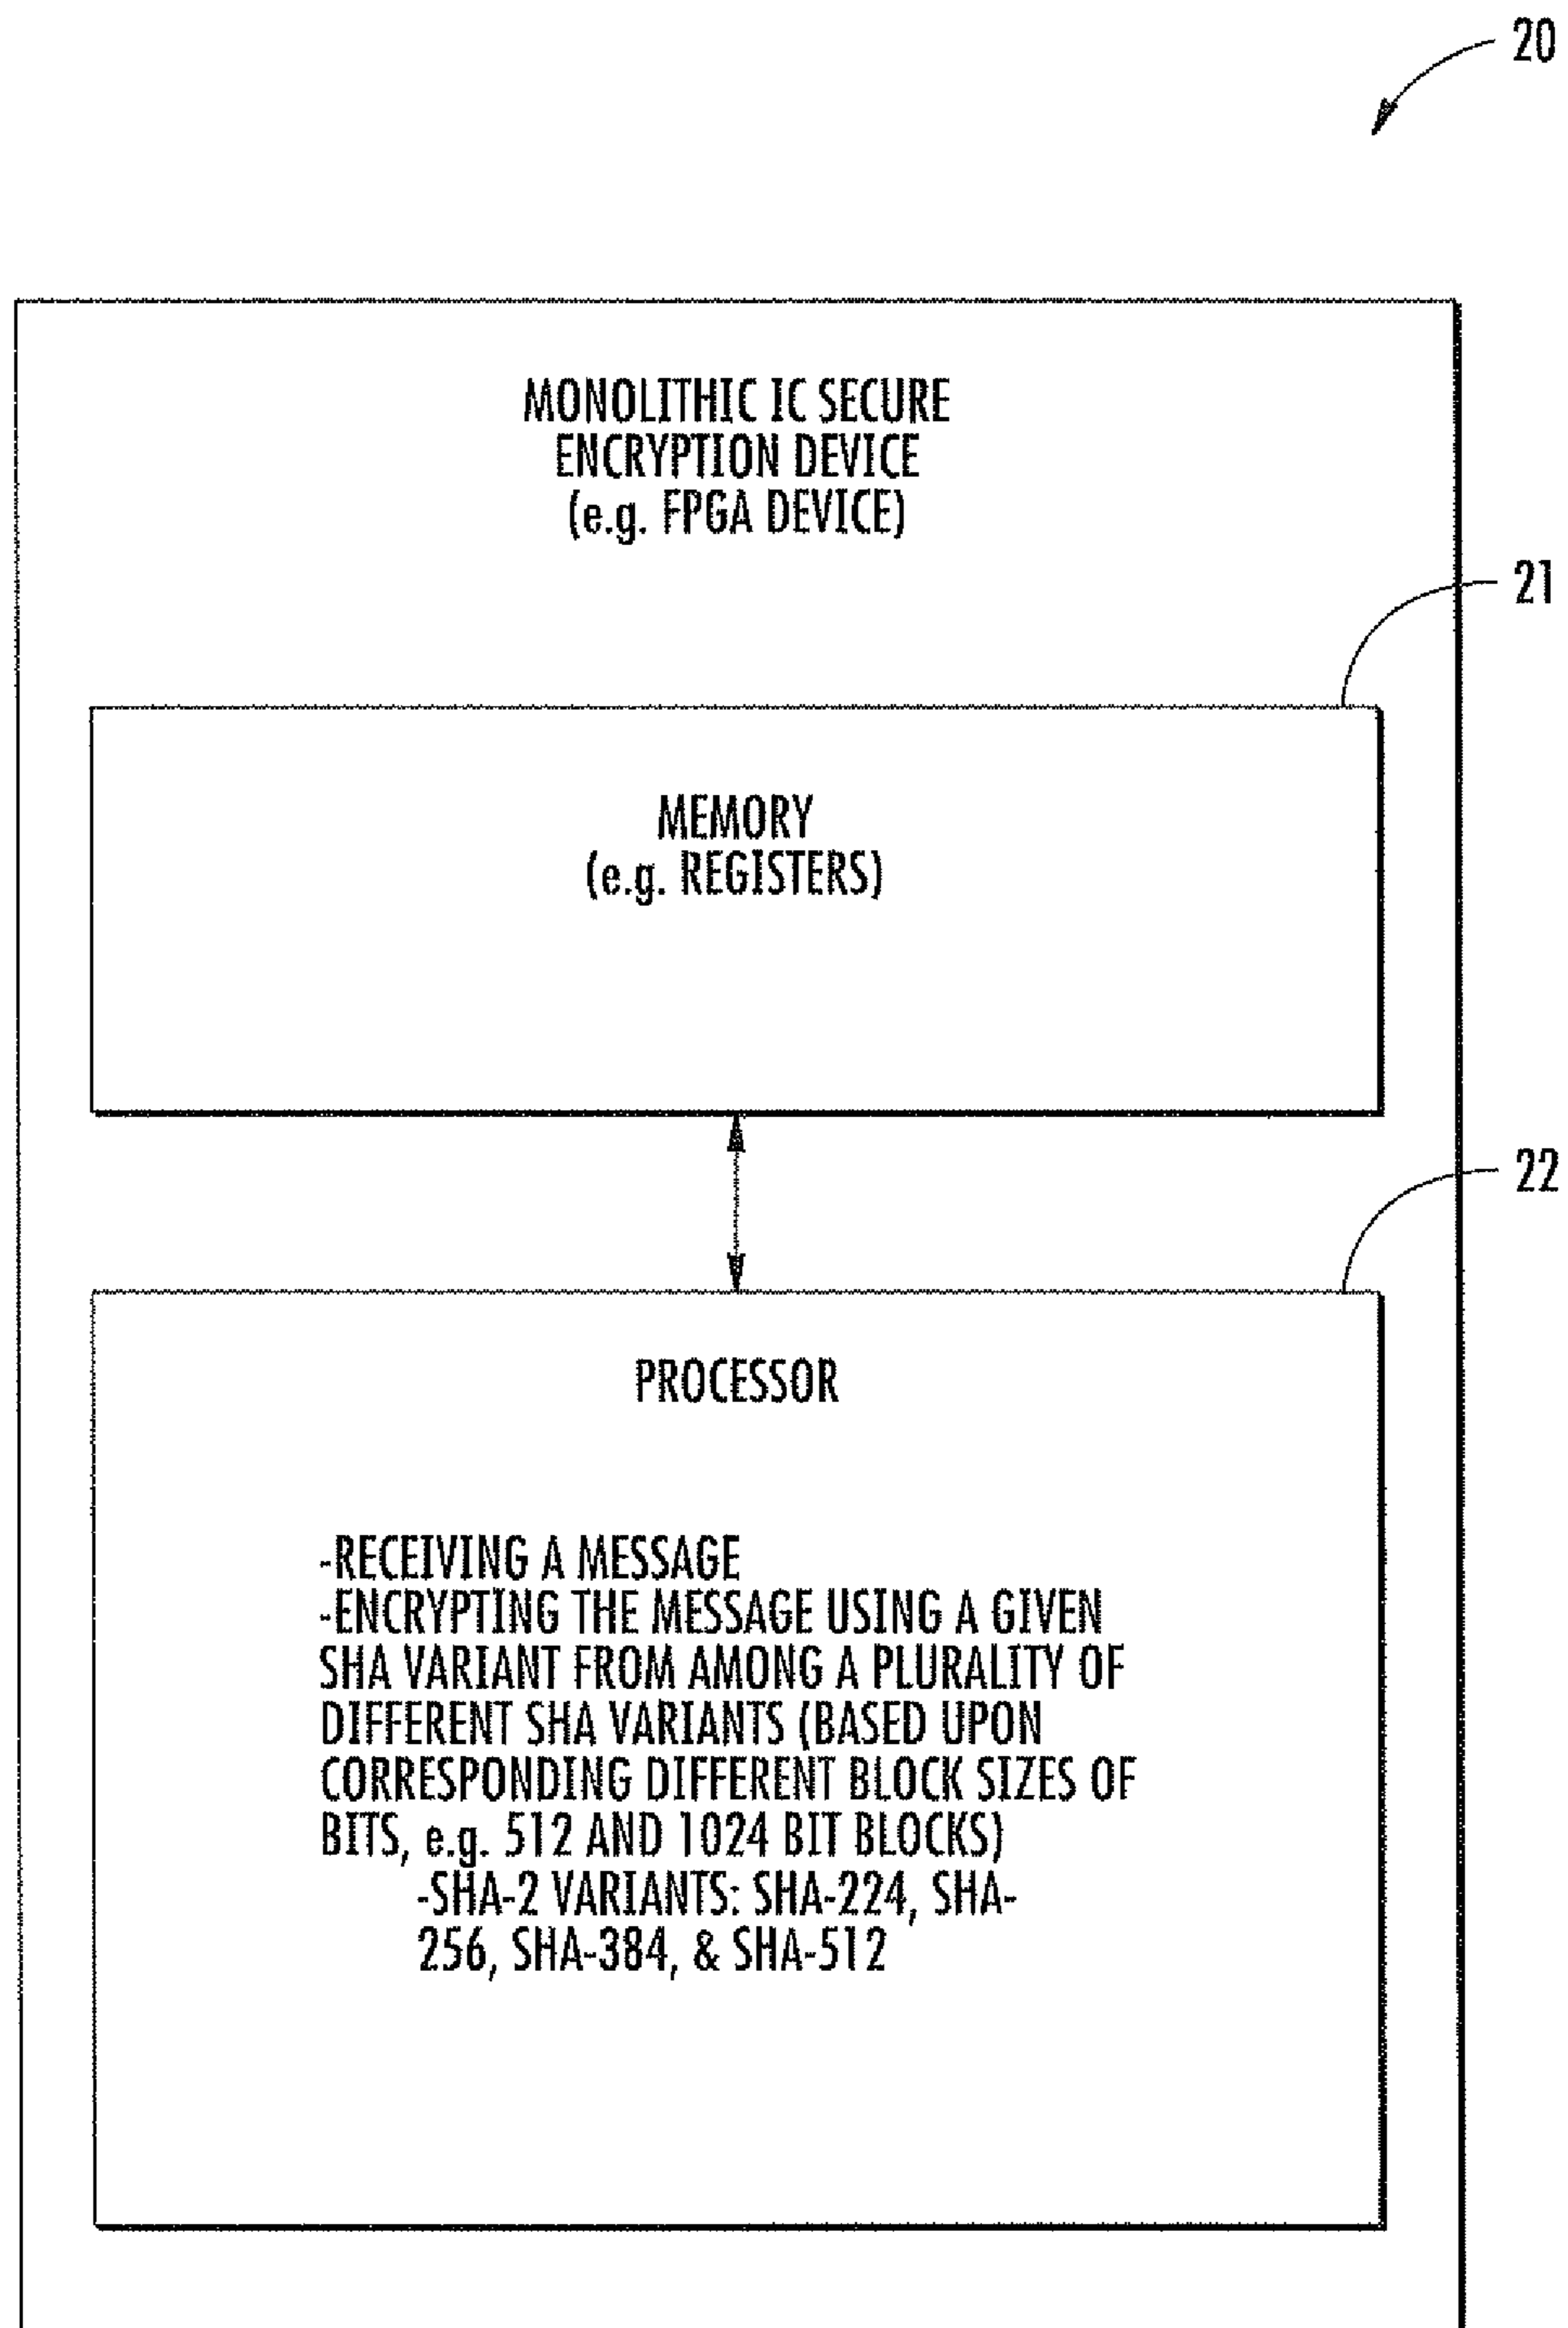 20
MONOLITHIC IC SECURE
ENCRYPTION DEVICE
(e.g. FPGA DEVICE)
21
MEMORY
(e.g. REGISTERS)
22
PROCESSOR
-RECEIVING A MESSAGE
-ENCRYPTING THE MESSAGE USING A GIVEN
SHA VARIANT FROM AMONG A PLURALITY OF
DIFFERENT SHA VARIANTS (BASED UPON
CORRESPONDING DIFFERENT BLOCK SIZES OF
BITS, e.g. 512 AND 1024 BIT BLOCKS)
-SHA-2 VARIANTS: SHA-224, SHA-
256, SHA-384, & SHA-512